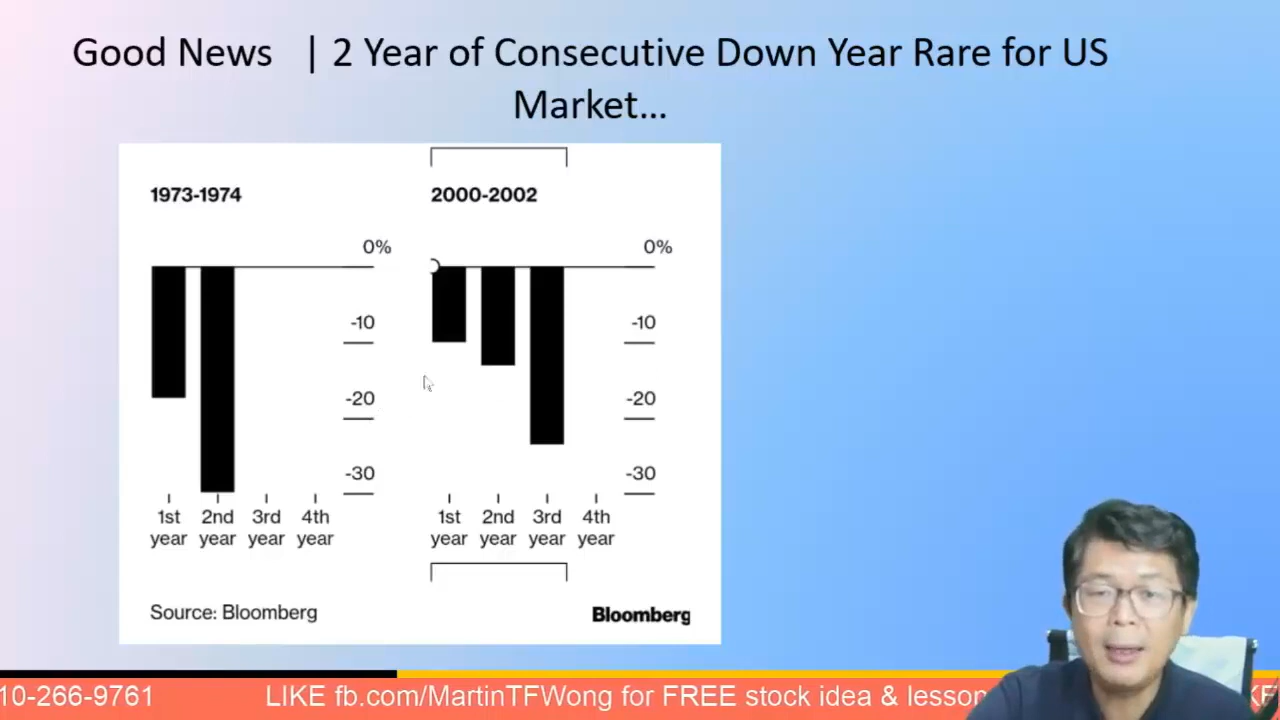 Good News | 2 Year of Consecutive Down Year Rare for US
Market...
1973-1974
0%
-10
-20
-30
1st year
2nd year
3rd year
4th year
2000-2002
0%
-10
-20
-30
1st year
2nd year
3rd year
4th year
Source: Bloomberg
Bloomberg
10-266-9761 LIKE fb.com/MartinTFWong for FREE stock idea &